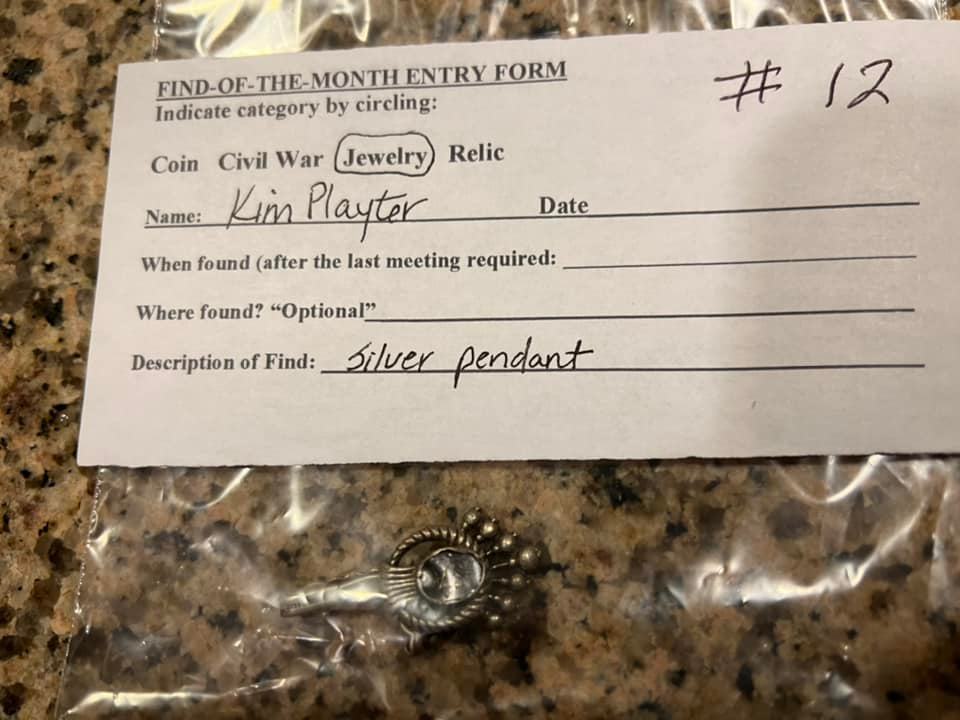 FIND-OF-THE-MONTH ENTRY FORM
# 12
Indicate category by circling:
Coin Civil War Jewelry Relic
Name: Kim Playter Date
When found (after the last meeting required:
Where found? “Optional”
Description of Find: Silver pendant